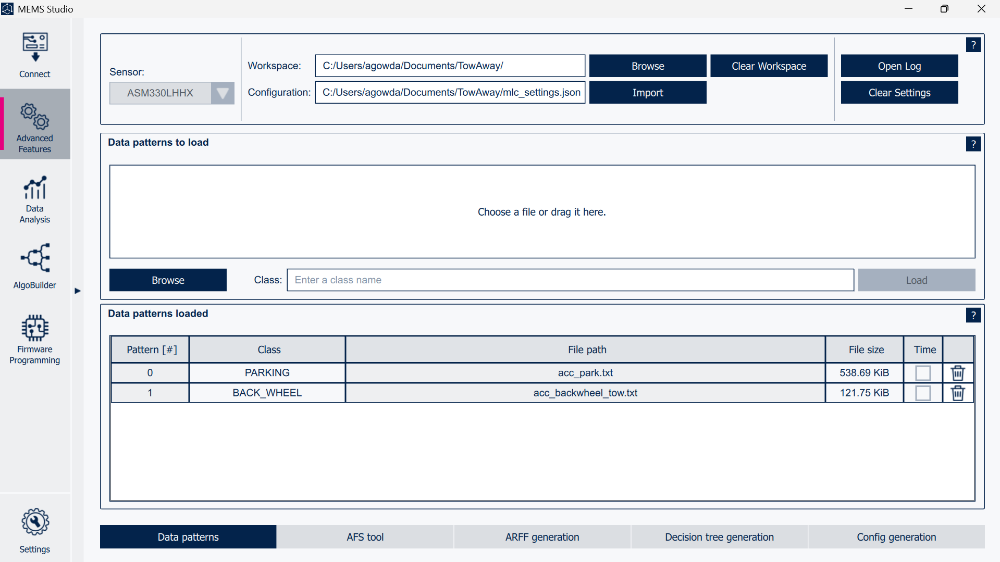 MEMS Studio
Connect
Advanced
Features
Data
Analysis
AlgoBuilder
Firmware
Programming
Settings
Sensor:
ASM330LHHX
Workspace:
C:/Users/agowda/Documents/TowAway/
Browse
Clear Workspace
Configuration:
C:/Users/agowda/Documents/TowAway/mlc_settings.json
Import
Open Log
Clear Settings
?
Data patterns to load
?
Choose a file or drag it here.
Browse
Class:
Enter a class name
Load
Data patterns loaded
?
Pattern [#] Class File path File size Time
0 PARKING acc_park.txt 538.69 KiB
1 BACK_WHEEL acc_backwheel_tow.txt 121.75 KiB
Data patterns
AFS tool
ARFF generation
Decision tree generation
Config generation